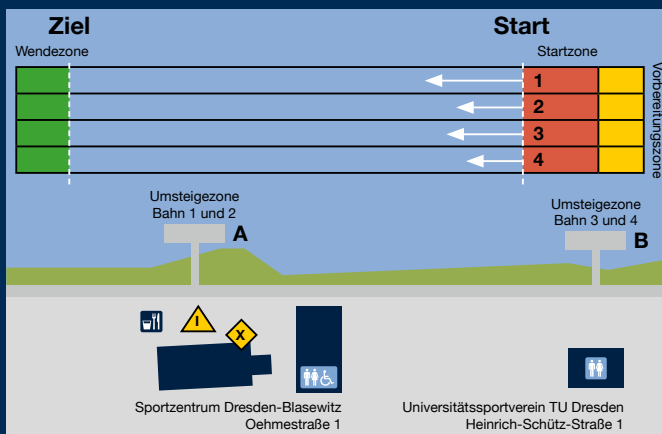 Ziel
Start
Wendezone
Startzone
Vorbereitungszone
1
2
3
4
Umsteigezone
Bahn 1 und 2
A
Umsteigezone
Bahn 3 und 4
B
I
X
Sportzentrum Dresden-Blasewitz
Oehmestraße 1
Universitätssportverein TU Dresden
Heinrich-Schütz-Straße 1